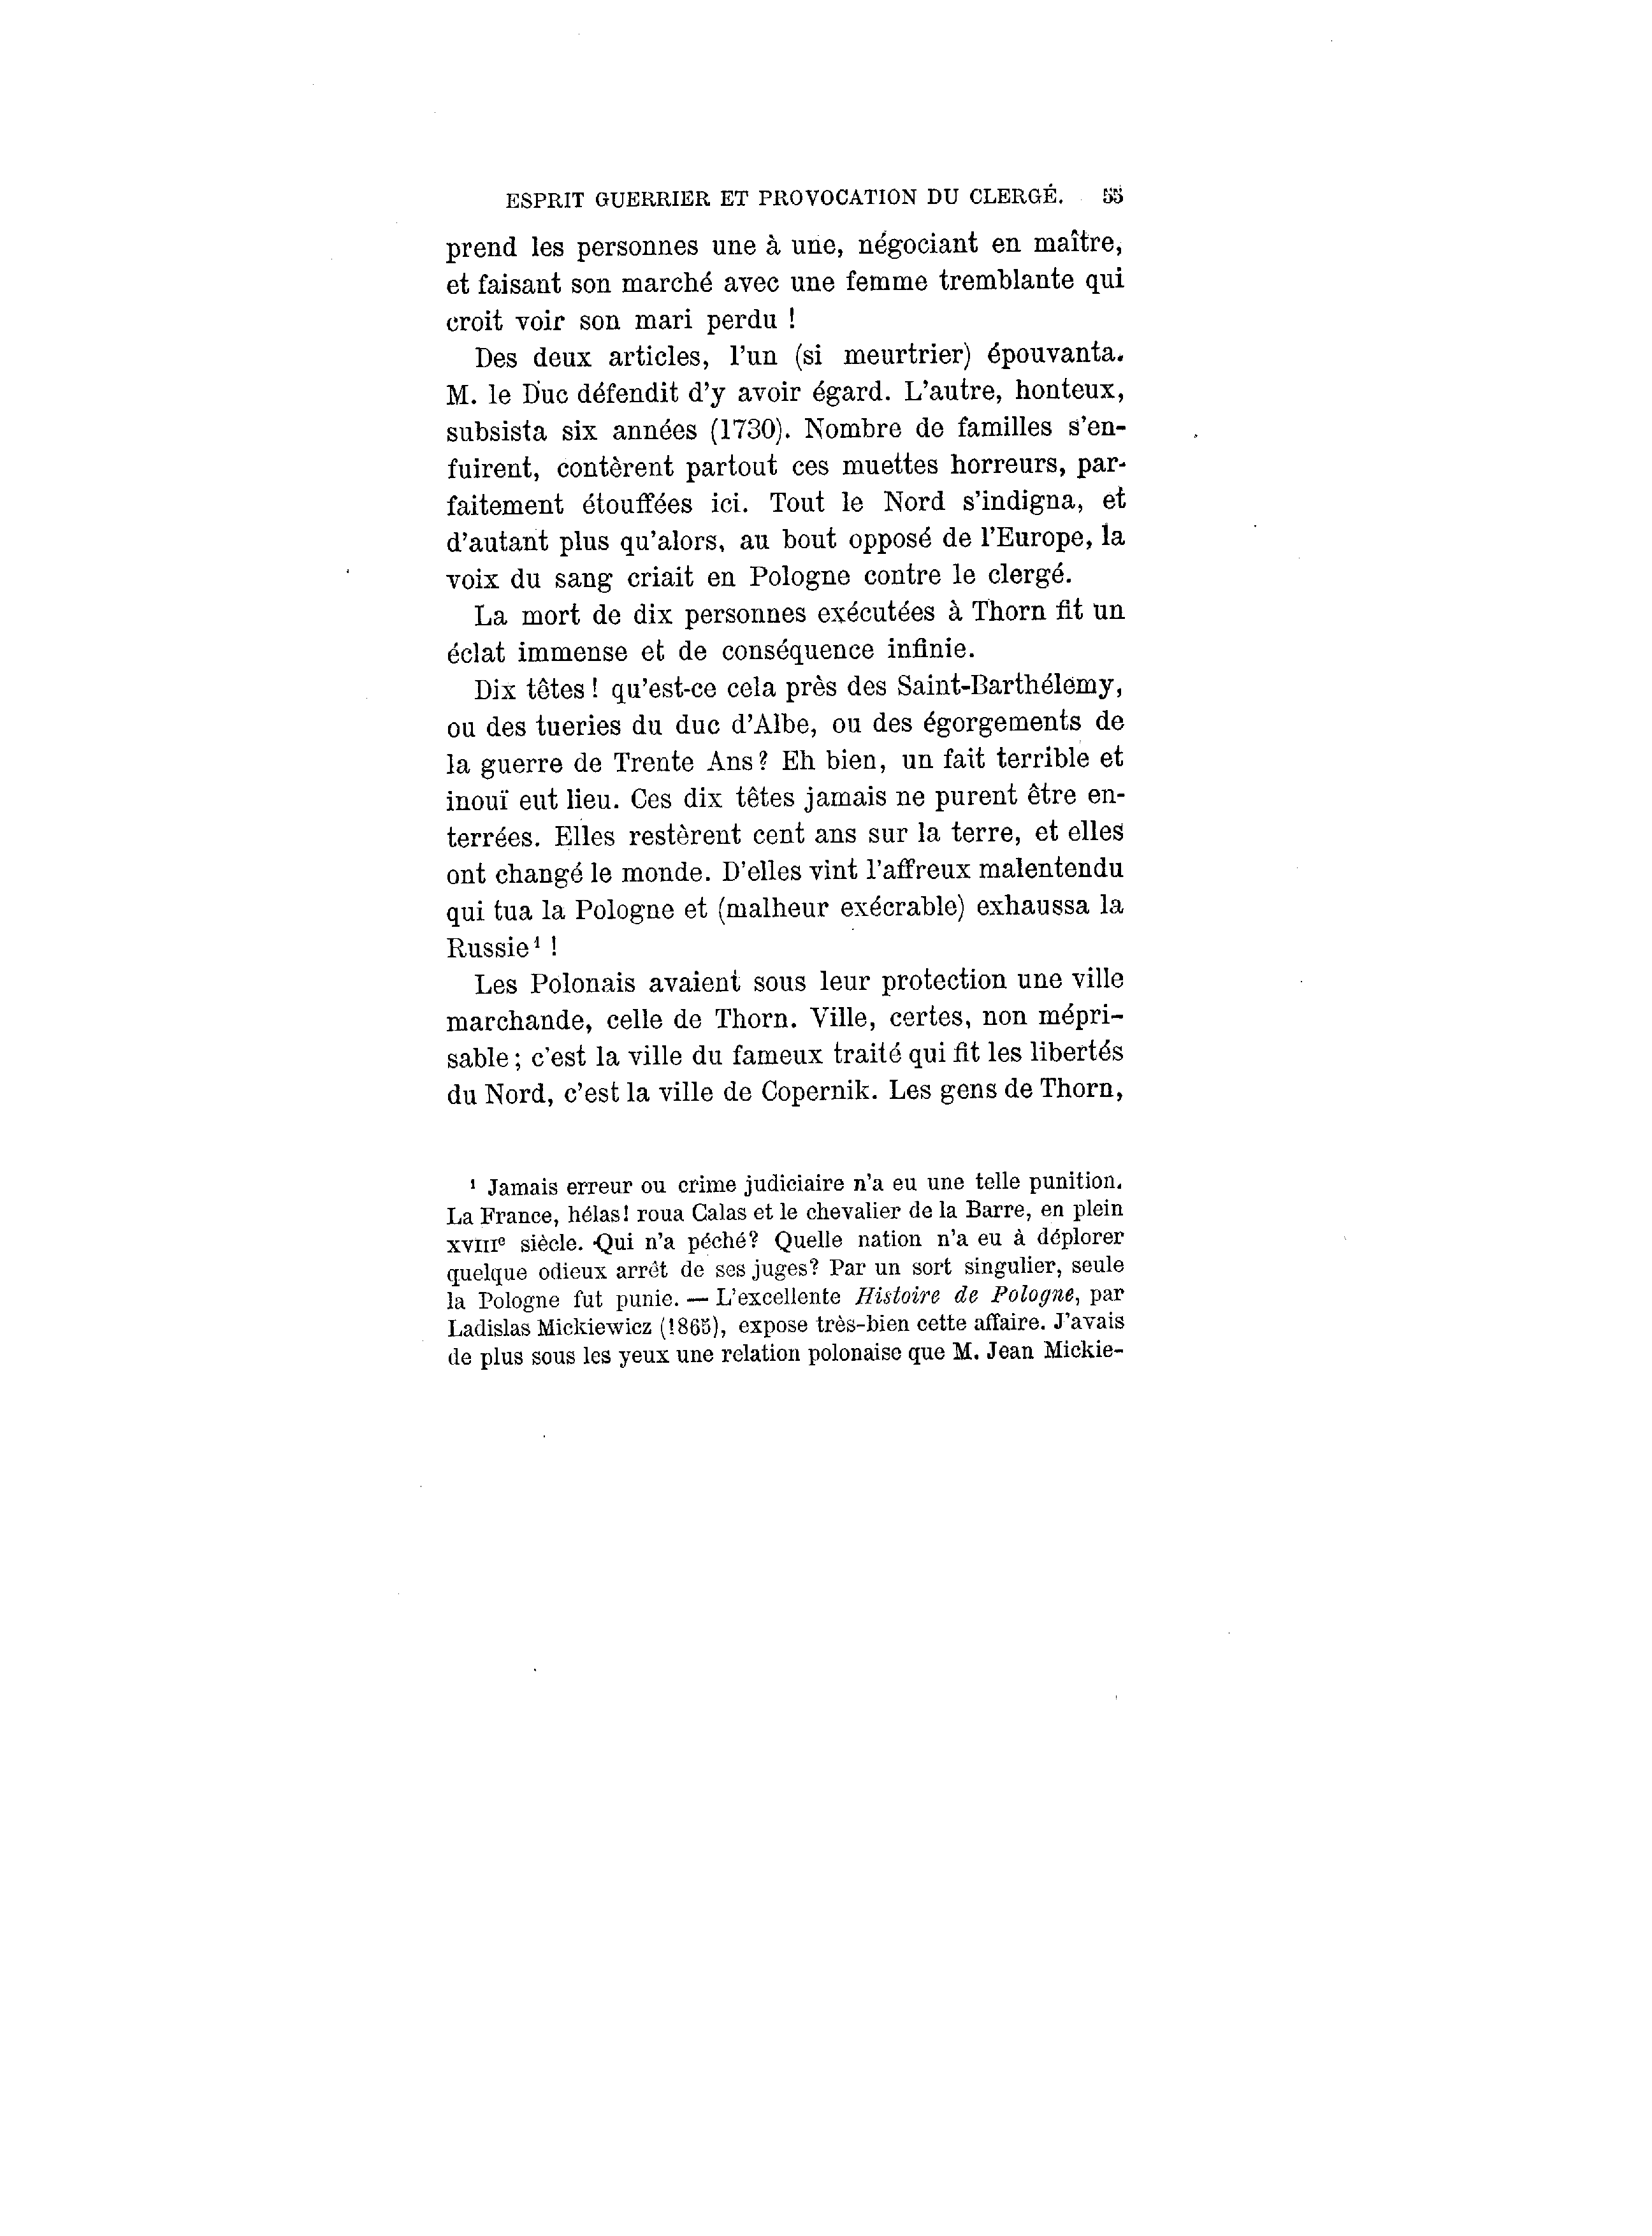 ESPRIT GUERRIER ET PROVOCATION DU CLERGÉ. 55
prend les personnes une à une, négociant en maître,
et faisant son marché avec une femme tremblante qui
croit voir son mari perdu !
Des deux articles, l'un (si meurtrier) épouvanta.
M. le Duc défendit d'y avoir égard. L'autre, honteux,
subsista six années (1730). Nombre de familles s'en-
fuirent, contèrent partout ces muettes horreurs, par-
faitement étouffées ici. Tout le Nord s'indigna, et
d'autant plus qu'alors, au bout opposé de l'Europe, la
voix du sang criait en Pologne contre le clergé.
La mort de dix personnes exécutées à Thorn fit un
éclat immense et de conséquence infinie.
Dix têtes ! qu'est-ce cela près des Saint-Barthélemy,
ou des tueries du duc d'Albe, ou des égorgements de
la guerre de Trente Ans ? Eh bien, un fait terrible et
inouï eut lieu. Ces dix têtes jamais ne purent être en-
terrées. Elles restèrent cent ans sur la terre, et elles
ont changé le monde. D'elles vint l'affreux malentendu
qui tua la Pologne et (malheur exécrable) exhaussa la
Russie¹ !
Les Polonais avaient sous leur protection une ville
marchande, celle de Thorn. Ville, certes, non mépri-
sable ; c'est la ville du fameux traité qui fit les libertés
du Nord, c'est la ville de Copernik. Les gens de Thorn,
¹ Jamais erreur ou crime judiciaire n'a eu une telle punition.
La France, hélas! roua Calas et le chevalier de la Barre, en plein
XVIIIe siècle. Qui n'a péché? Quelle nation n'a eu à déplorer
quelque odieux arrêt de ses juges? Par un sort singulier, seule
la Pologne fut punie. — L'excellente Histoire de Pologne, par
Ladislas Mickiewicz (1865), expose très-bien cette affaire. J'avais
de plus sous les yeux une relation polonaise que M. Jean Mickie-